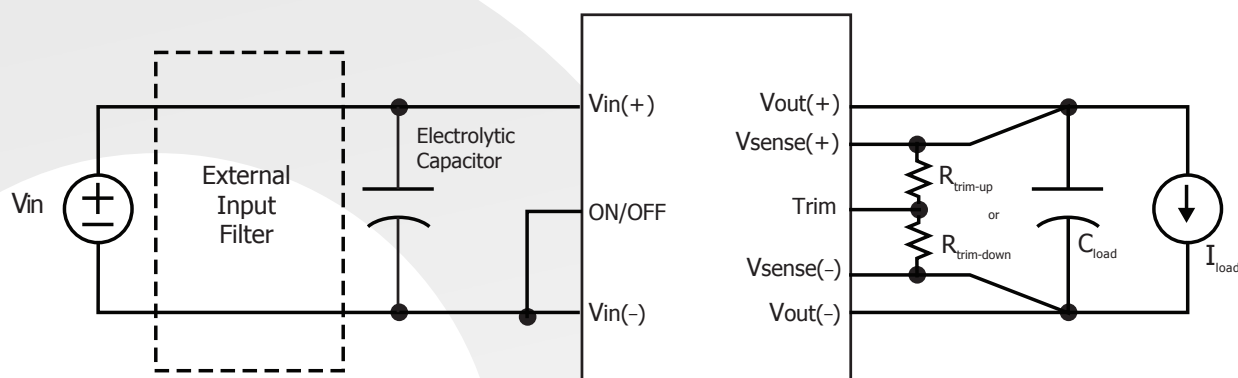 Vin
External
Input
Filter
Electrolytic
Capacitor
Vin(+)
ON/OFF
Vin(−)
Vout(+)
Vsense(+)
Trim
Vsense(−)
Vout(−)
Rtrim-up
or
Rtrim-down
Cload
Iload